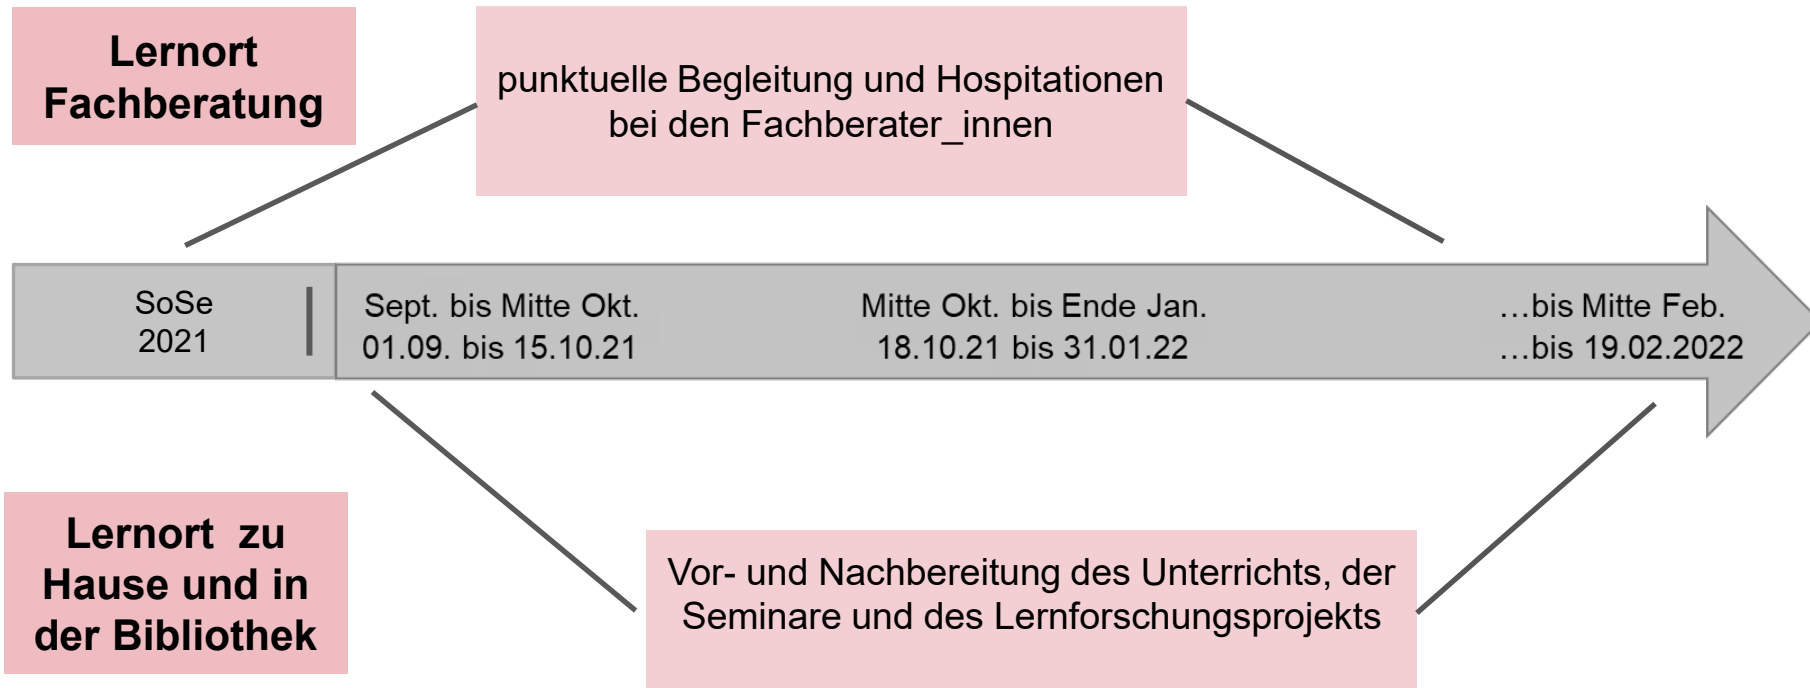 Lernort
Fachberatung
punktuelle Begleitung und Hospitationen
bei den Fachberater_innen
SoSe
2021
Sept. bis Mitte Okt.
01.09. bis 15.10.21
Mitte Okt. bis Ende Jan.
18.10.21 bis 31.01.22
…bis Mitte Feb.
…bis 19.02.2022
Lernort  zu
Hause und in
der Bibliothek
Vor- und Nachbereitung des Unterrichts, der
Seminare und des Lernforschungsprojekts